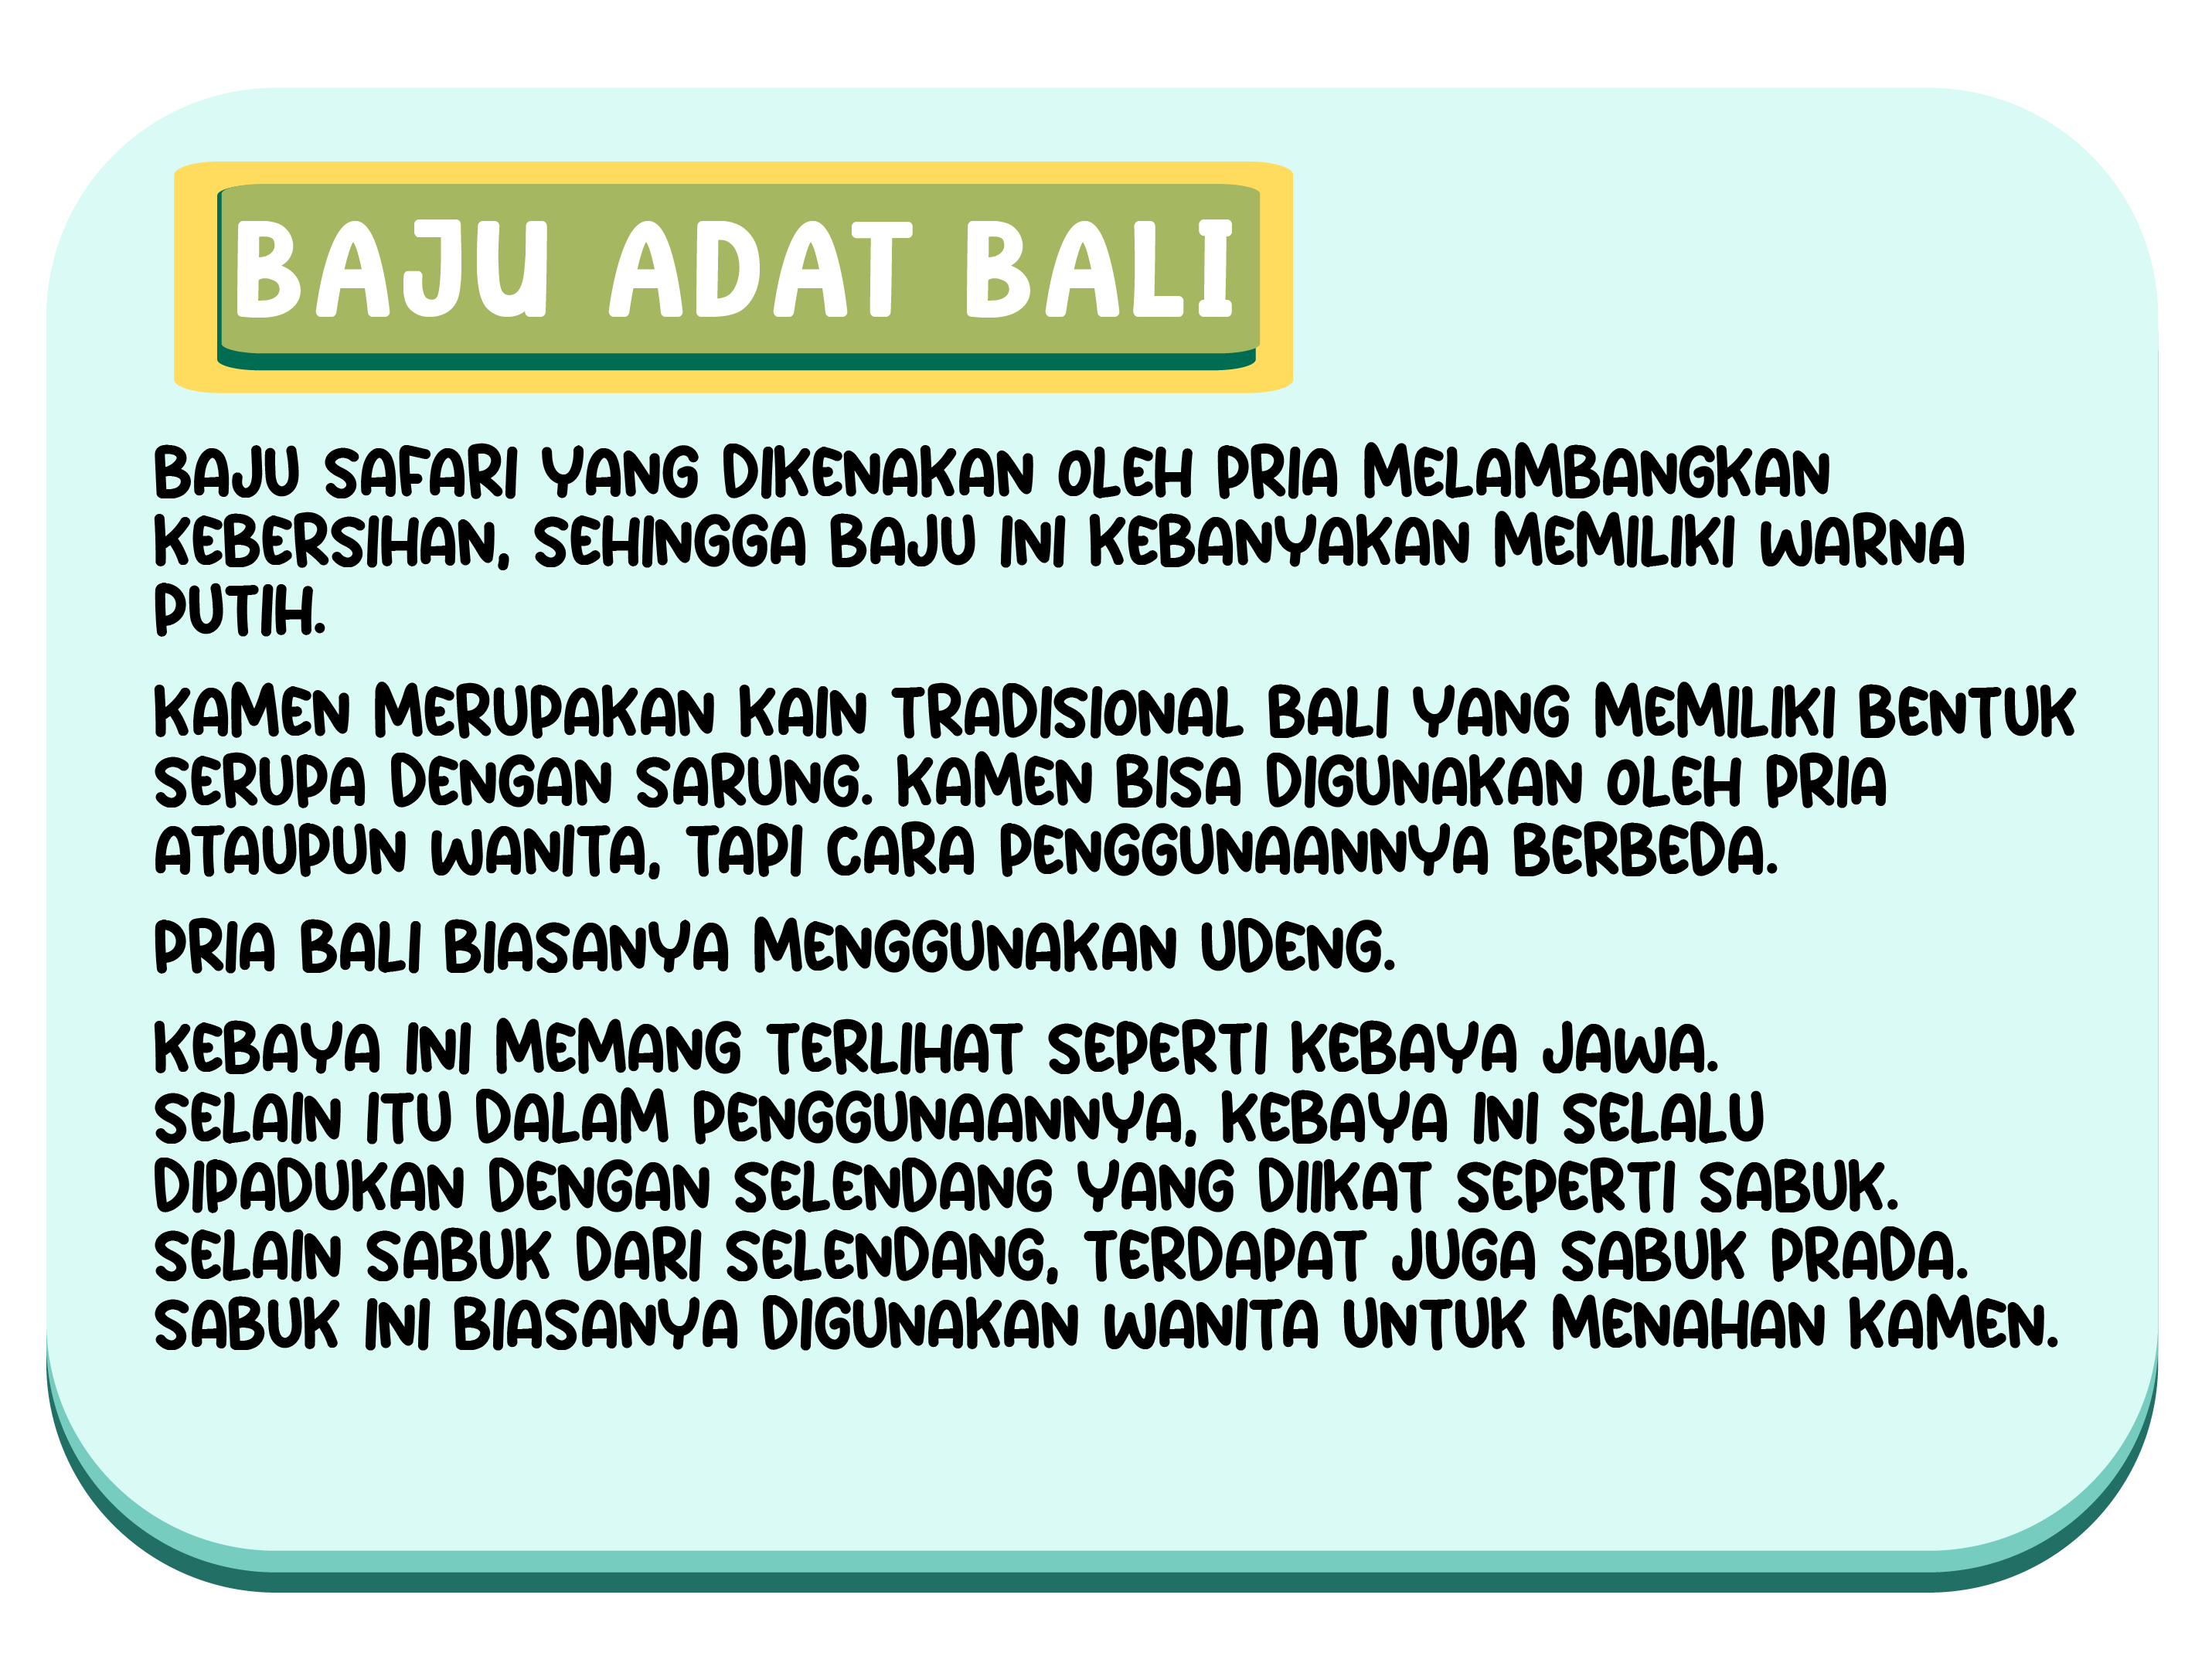 BAJU ADAT BALI
BAJU SAFARI YANG DIKENAKAN OLEH PRIA MELAMBANGKAN
KEBERSIHAN, SEHINGGA BAJU INI KEBANYAKAN MEMILIKI WARNA
PUTIH.
KAMEN MERUPAKAN KAIN TRADISIONAL BALI YANG MEMILIKI BENTUK
SERUPA DENGAN SARUNG. KAMEN BISA DIGUNAKAN OLEH PRIA
ATAUPUN WANITA, TAPI CARA PENGGUNAANNYA BERBEDA.
PRIA BALI BIASANYA MENGGUNAKAN UDENG.
KEBAYA INI MEMANG TERLIHAT SEPERTI KEBAYA JAWA.
SELAIN ITU DALAM PENGGUNAANNYA, KEBAYA INI SELALU
DIPADUKAN DENGAN SELENDANG YANG DIIKAT SEPERTI SABUK.
SELAIN SABUK DARI SELENDANG, TERDAPAT JUGA SABUK PRADA.
SABUK INI BIASANYA DIGUNAKAN WANITA UNTUK MENAHAN KAMEN.